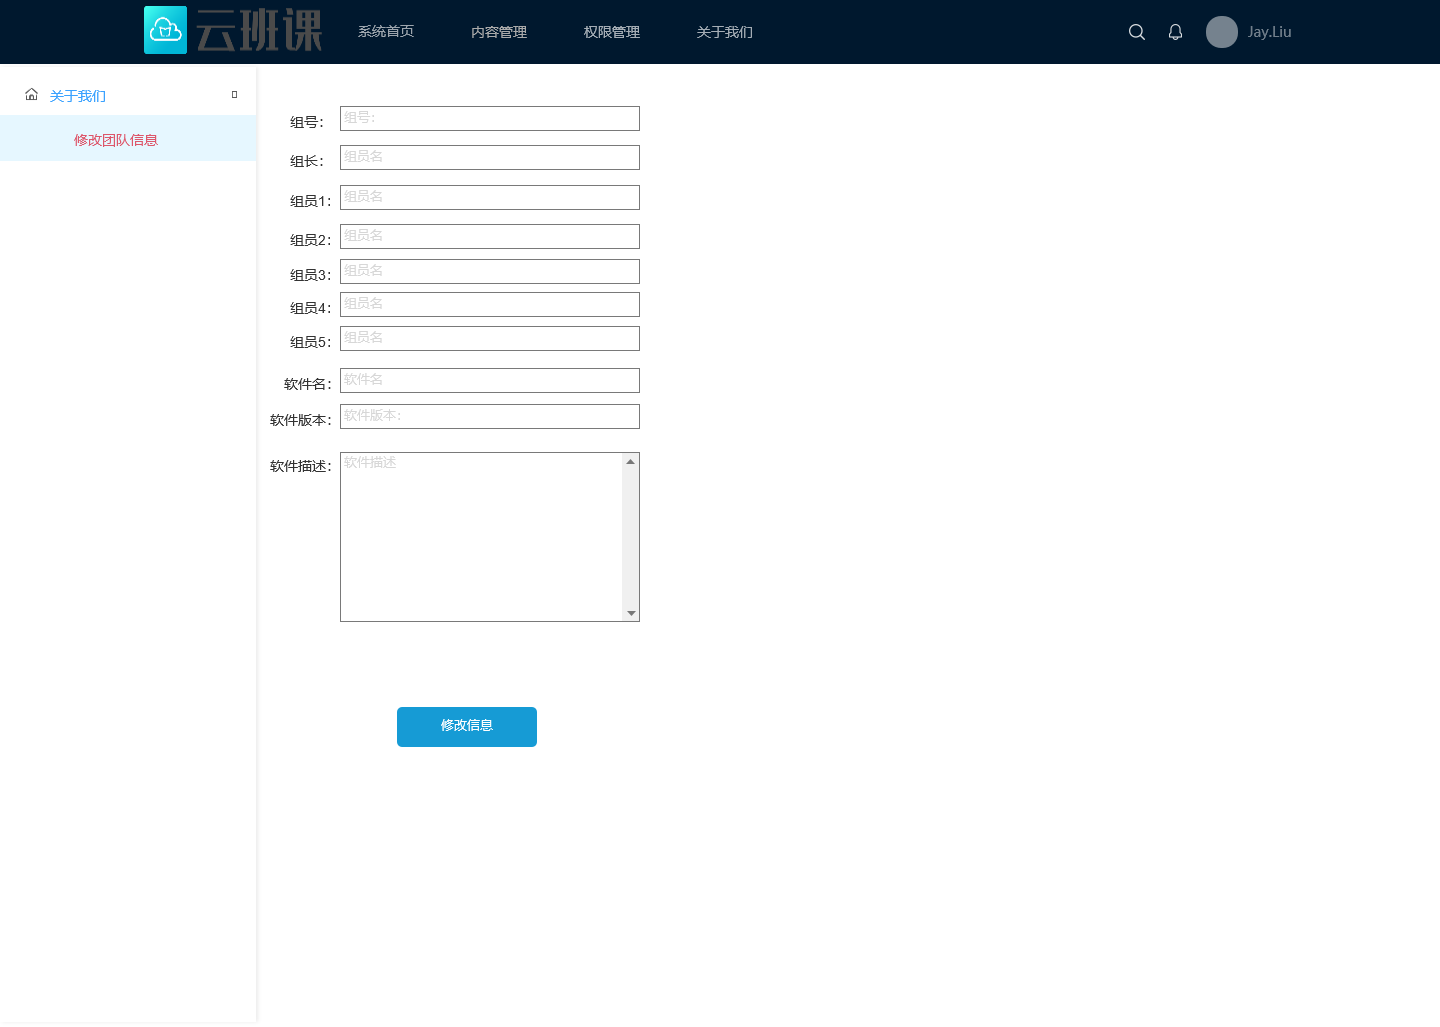 云班课
系统首页 内容管理 权限管理 关于我们 Jay.Liu
关于我们
修改团队信息
组号： 组号：
组长： 组员名
组员1： 组员名
组员2： 组员名
组员3： 组员名
组员4： 组员名
组员5： 组员名
软件名： 软件名
软件版本： 软件版本：
软件描述： 软件描述
修改信息